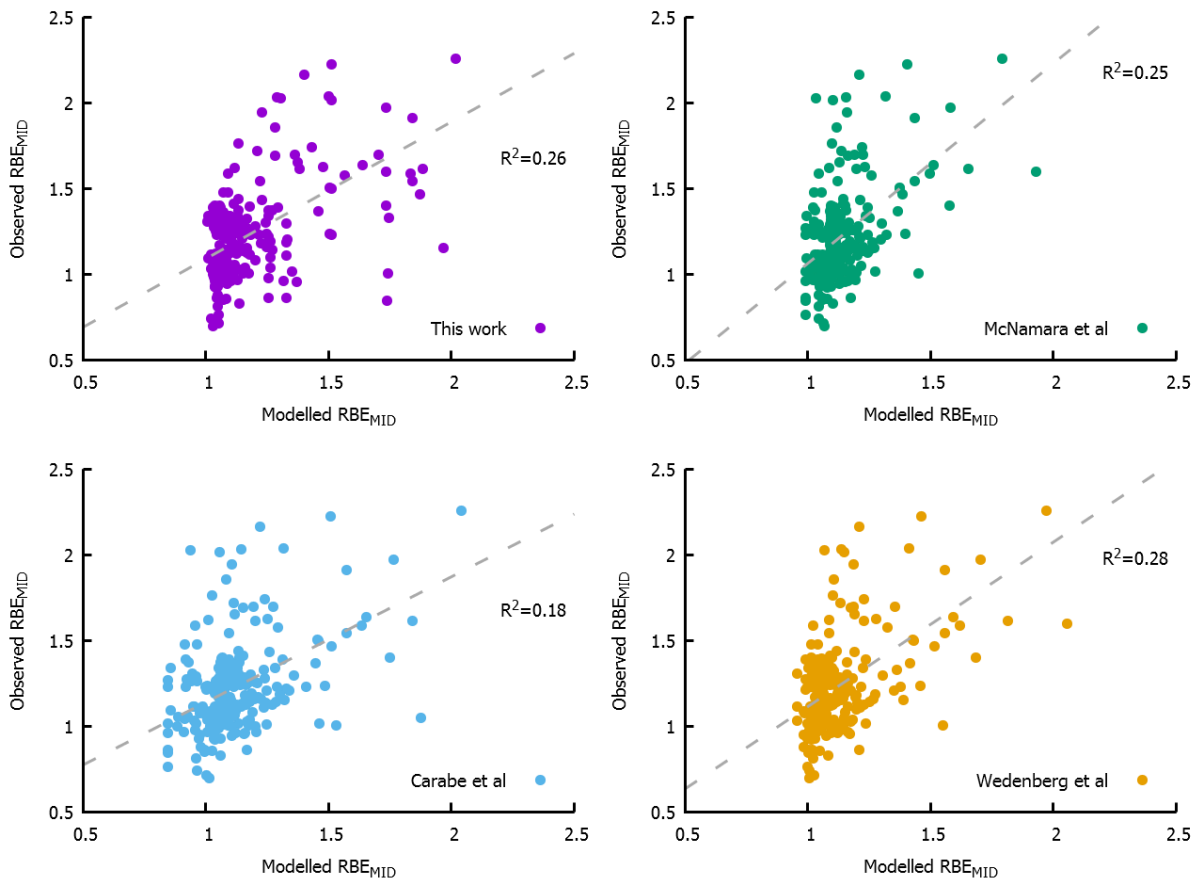 2.5
2
1.5
1
0.5
Observed RBE_MID
R²=0.26
This work
0.5 1 1.5 2 2.5
Modelled RBE_MID
2.5
2
1.5
1
0.5
Observed RBE_MID
R²=0.25
McNamara et al
0.5 1 1.5 2 2.5
Modelled RBE_MID
2.5
2
1.5
1
0.5
Observed RBE_MID
R²=0.18
Carabe et al
0.5 1 1.5 2 2.5
Modelled RBE_MID
2.5
2
1.5
1
0.5
Observed RBE_MID
R²=0.28
Wedenberg et al
0.5 1 1.5 2 2.5
Modelled RBE_MID